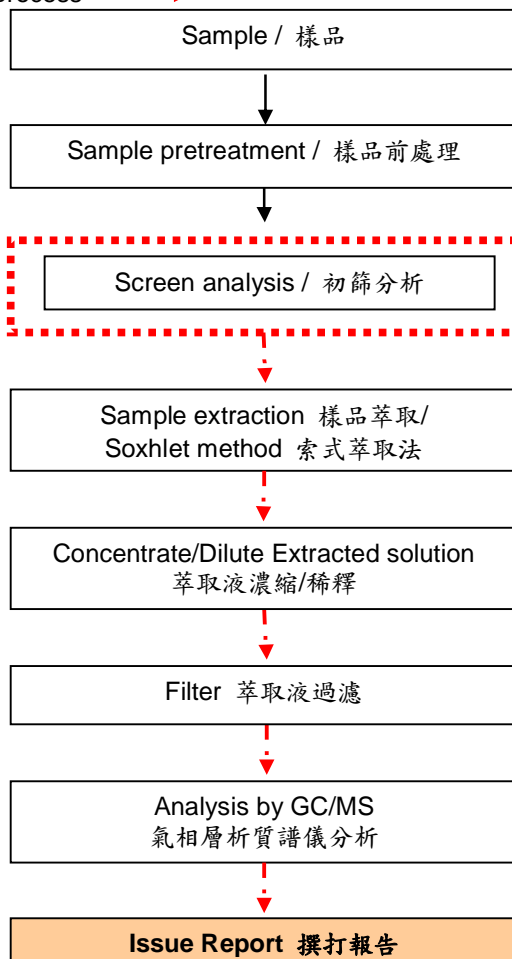 process
Sample / 樣品
Sample pretreatment / 樣品前處理
Screen analysis / 初篩分析
Sample extraction 樣品萃取/
Soxhlet method 索式萃取法
Concentrate/Dilute Extracted solution
萃取液濃縮/稀釋
Filter 萃取液過濾
Analysis by GC/MS
氣相層析質譜儀分析
Issue Report 撰打報告